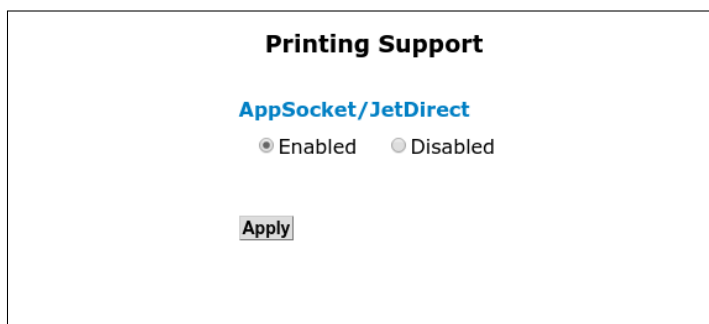 Printing Support
AppSocket/JetDirect
Enabled Disabled
Apply